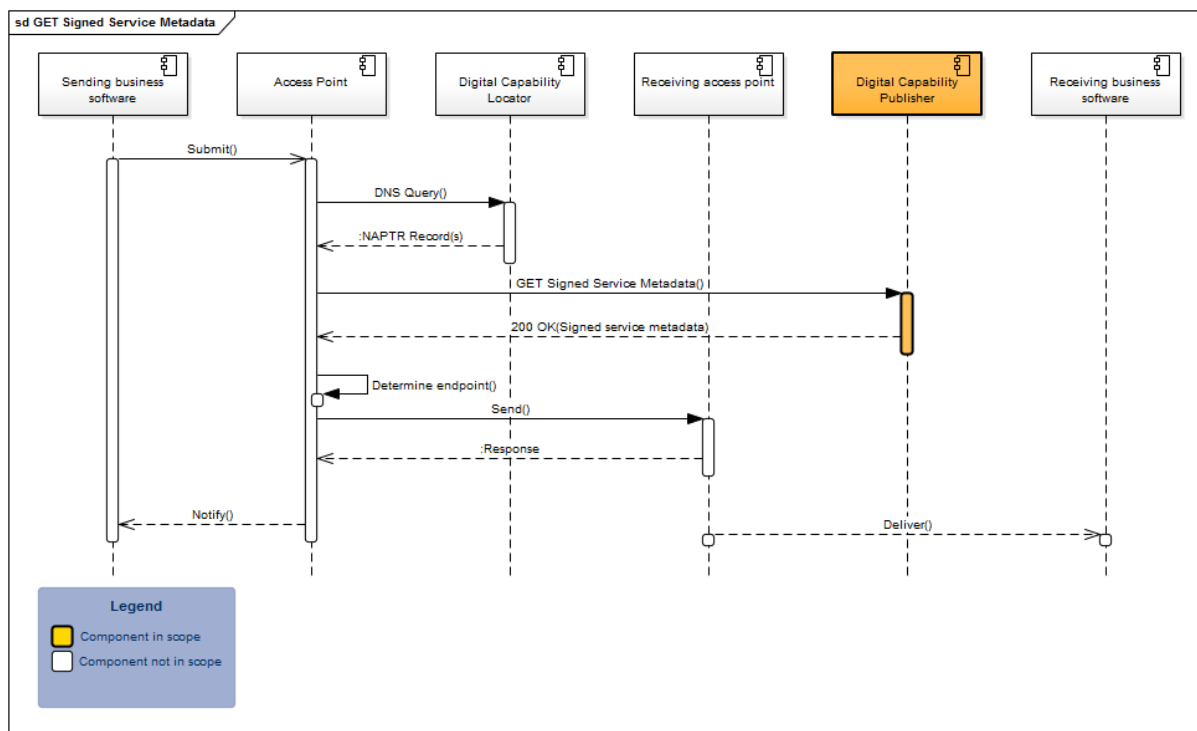 sd GET Signed Service Metadata
Sending business
software
Access Point
Digital Capability
Locator
Receiving access point
Digital Capability
Publisher
Receiving business
software
Submit()
DNS Query()
:NAPTR Record(s)
GET Signed Service Metadata()
200 OK(Signed service metadata)
Determine endpoint()
Send()
:Response
Notify()
Deliver()
Legend
Component in scope
Component not in scope